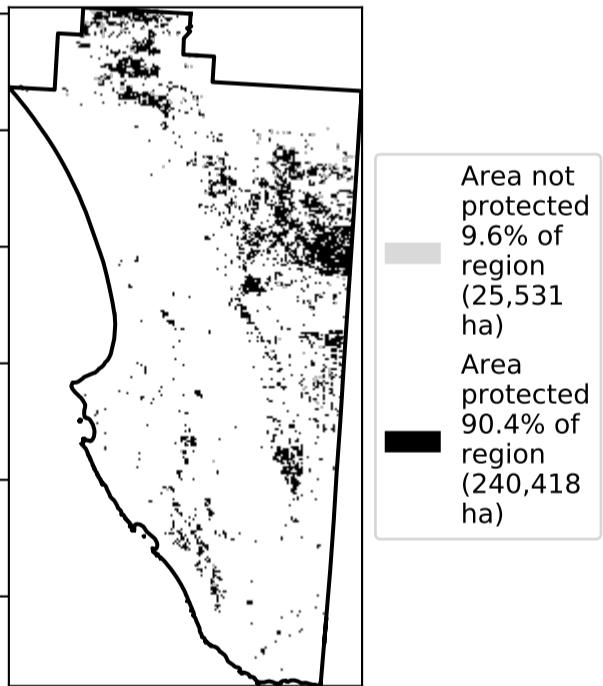 Area not
protected
9.6% of
region
(25,531
ha)
Area
protected
90.4% of
region
(240,418
ha)